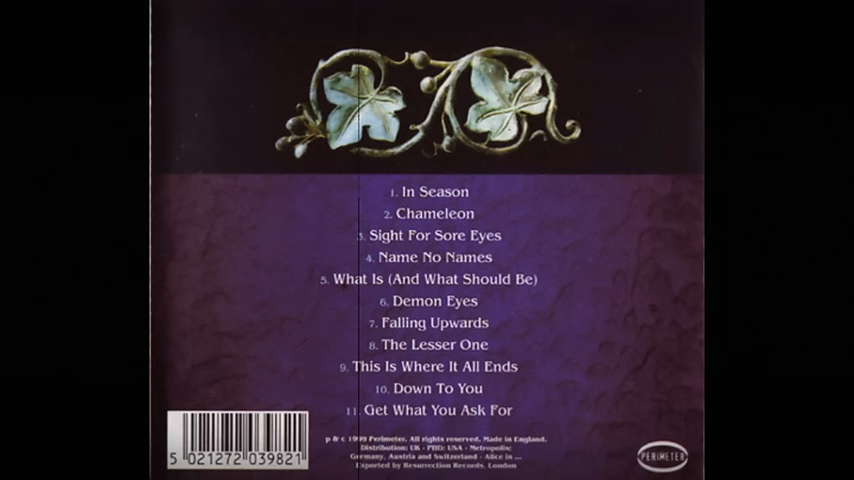 1. In Season
2. Chameleon
3. Sight For Sore Eyes
4. Name No Names
5. What Is (And What Should Be)
6. Demon Eyes
7. Falling Upwards
8. The Lesser One
9. This Is Where It All Ends
10. Down To You
11. Get What You Ask For
p & c 1999 Perimeter. All rights reserved. Made in England.
Distribution: UK - PHD: USA - Metropolis:
Germany, Austria and Switzerland - Alice in ...
Exported by Resurrection Records, London
PERIMETER
5 021272 039821